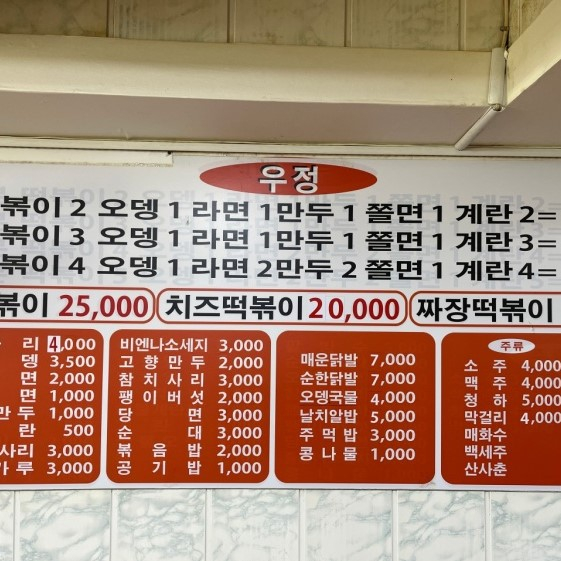 우정
볶이 2 오뎅 1 라면 1만두 1 쫄면 1 계란 2=
볶이 3 오뎅 1 라면 1만두 1 쫄면 1 계란 3=
볶이 4 오뎅 1 라면 2만두 2 쫄면 1 계란 4=
볶이 25,000 치즈떡볶이 20,000 짜장떡볶이
리 4,000
뎅 3,500
면 2,000
면 1,000
만두 1,000
란 500
사리 3,000
가루 3,000
비엔나소세지 3,000
고향만두 2,000
참치사리 3,000
팽이버섯 2,000
당면 3,000
순대 3,000
볶음밥 2,000
공기밥 1,000
매운닭발 7,000
순한닭발 7,000
오뎅국물 4,000
날치알밥 5,000
주먹밥 3,000
콩나물 1,000
주류
소주 4,000
맥주 4,000
청하 5,000
막걸리 4,000
매화수
백세주
산사춘